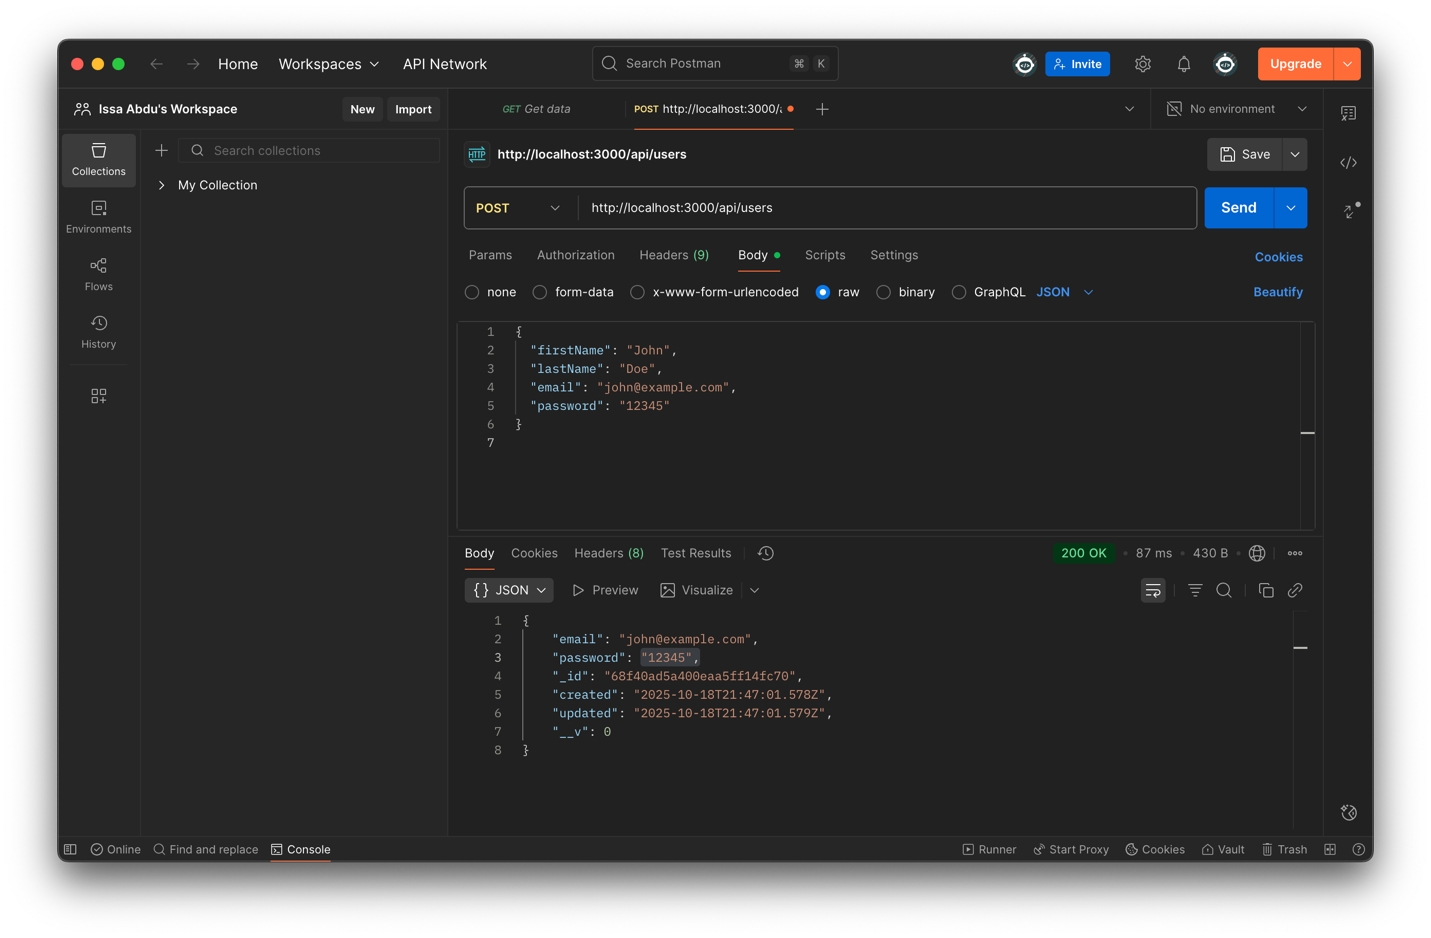 Home Workspaces API Network Search Postman ⌘ K Invite Upgrade
Issa Abdu's Workspace New Import GET Get data POST http://localhost:3000/a No environment
Collections
Search collections
My Collection
Environments
Flows
History
HTTP http://localhost:3000/api/users Save
POST http://localhost:3000/api/users Send
Params Authorization Headers (9) Body Scripts Settings Cookies
none form-data x-www-form-urlencoded raw binary GraphQL JSON Beautify
1 {
2 "firstName": "John",
3 "lastName": "Doe",
4 "email": "john@example.com",
5 "password": "12345"
6 }
7
Body Cookies Headers (8) Test Results 200 OK • 87 ms • 430 B •
{} JSON Preview Visualize
1 {
2 "email": "john@example.com",
3 "password": "12345",
4 "_id": "68f40ad5a400eaa5ff14fc70",
5 "created": "2025-10-18T21:47:01.578Z",
6 "updated": "2025-10-18T21:47:01.579Z",
7 "__v": 0
8 }
Online Find and replace Console Runner Start Proxy Cookies Vault Trash